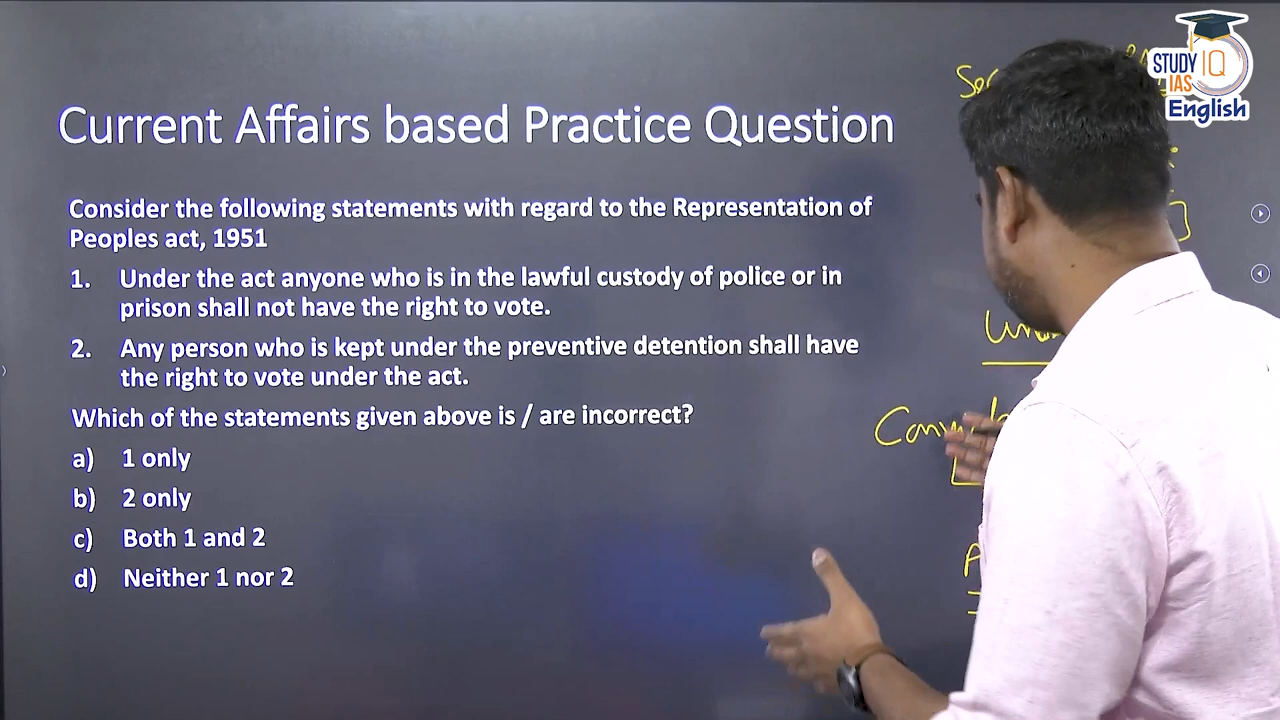 STUDY IQ
IAS
English
Current Affairs based Practice Question
Consider the following statements with regard to the Representation of
Peoples act, 1951
1. Under the act anyone who is in the lawful custody of police or in
prison shall not have the right to vote.
2. Any person who is kept under the preventive detention shall have
the right to vote under the act.
Which of the statements given above is / are incorrect?
a) 1 only
b) 2 only
c) Both 1 and 2
d) Neither 1 nor 2